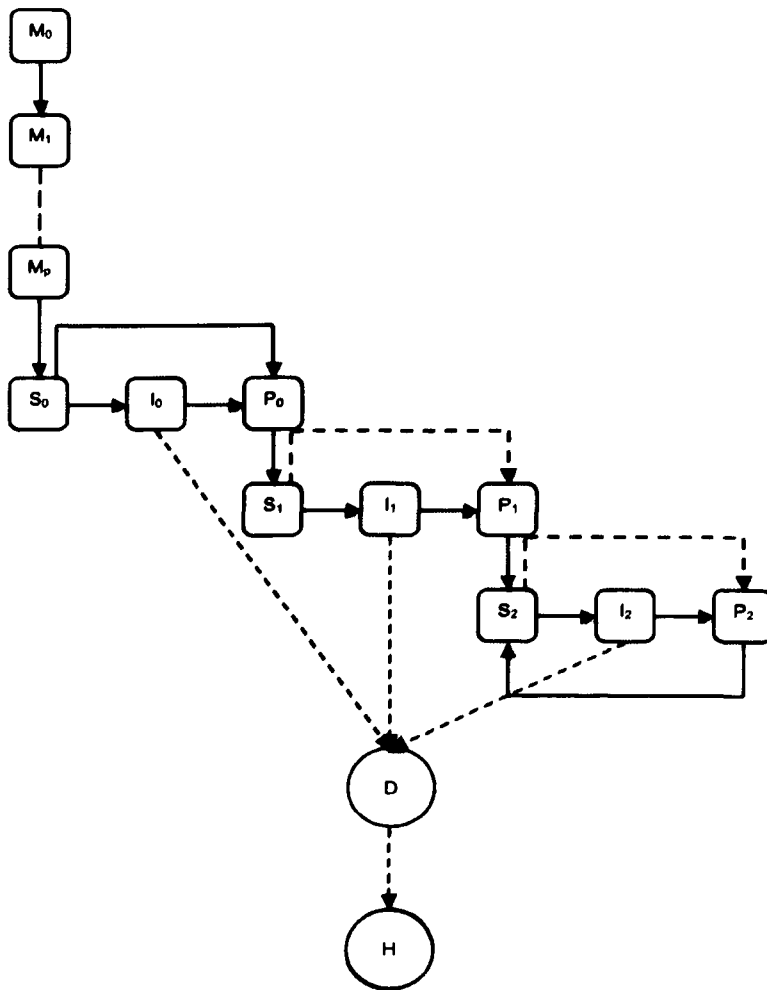 M₀
M₁
Mₚ
S₀ I₀ P₀
S₁ I₁ P₁
S₂ I₂ P₂
D
H